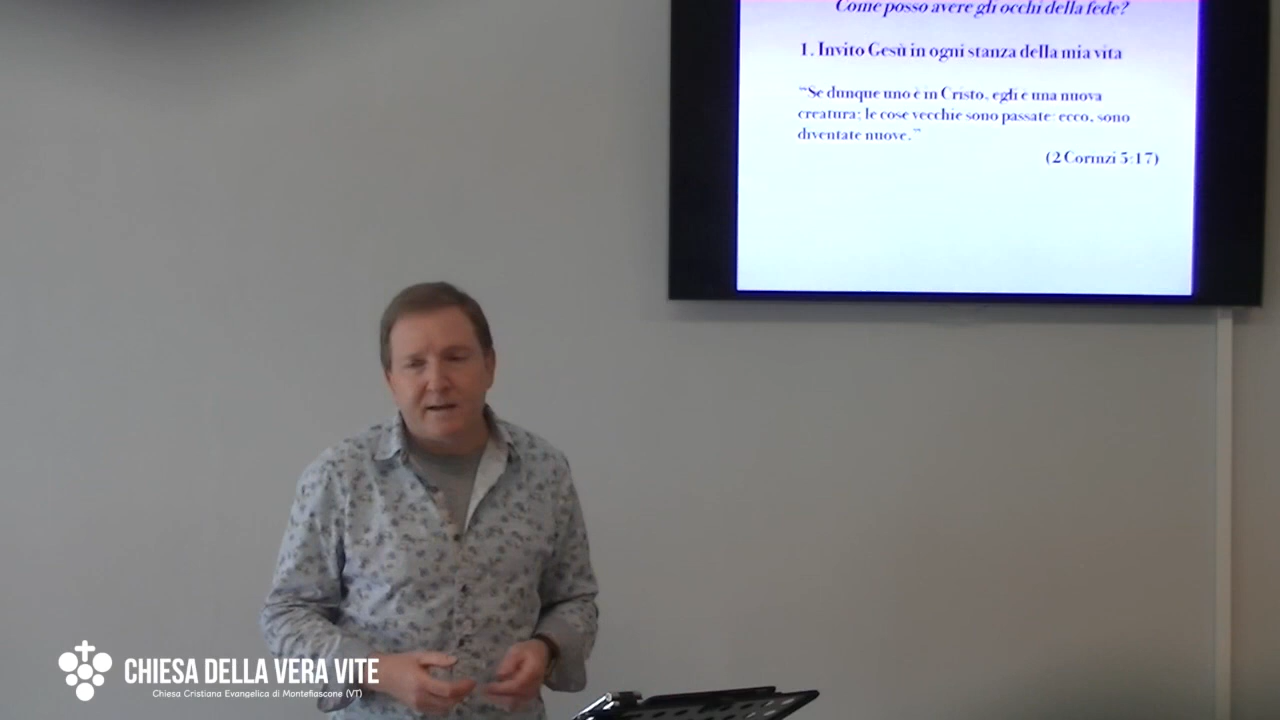 Come posso avere gli occhi della fede?
1. Invito Gesù in ogni stanza della mia vita
“Se dunque uno è in Cristo, egli è una nuova
creatura; le cose vecchie sono passate: ecco, sono
diventate nuove.”
(2 Corinzi 5:17)
CHIESA DELLA VERA VITE
Chiesa Cristiana Evangelica di Montefiascone (VT)